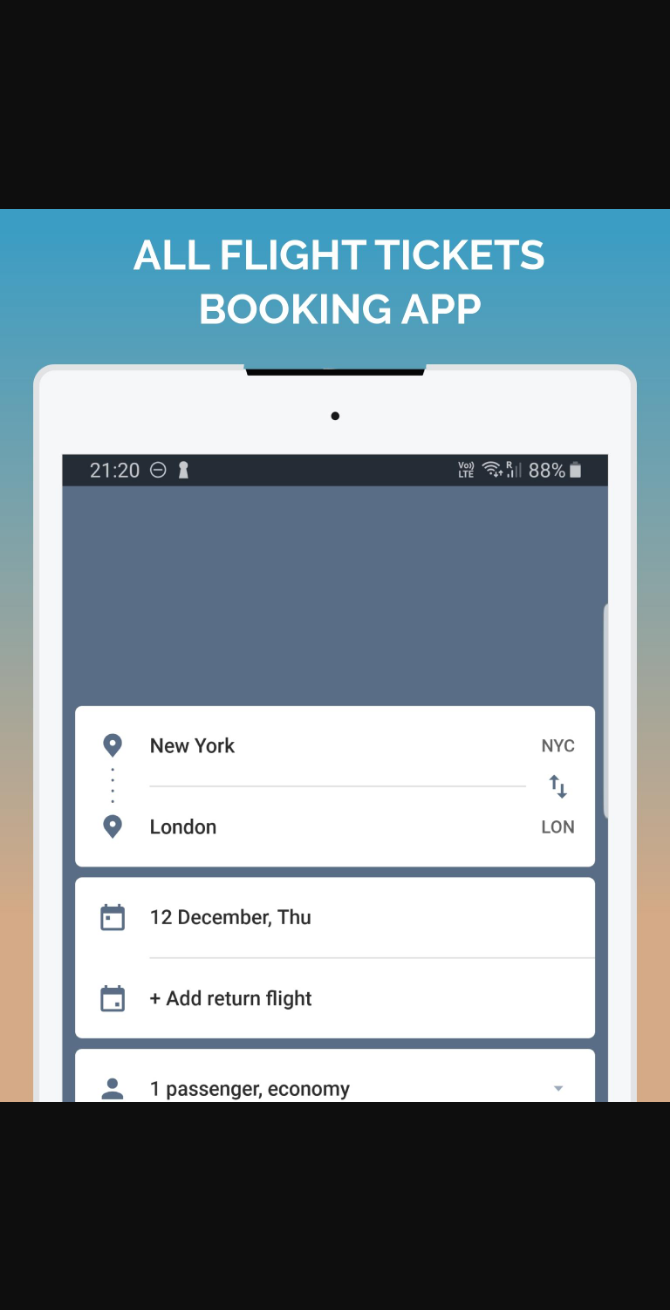 ALL FLIGHT TICKETS
BOOKING APP
21:20 Vo) LTE R 88%
New York NYC
London LON
12 December, Thu
+ Add return flight
1 passenger, economy